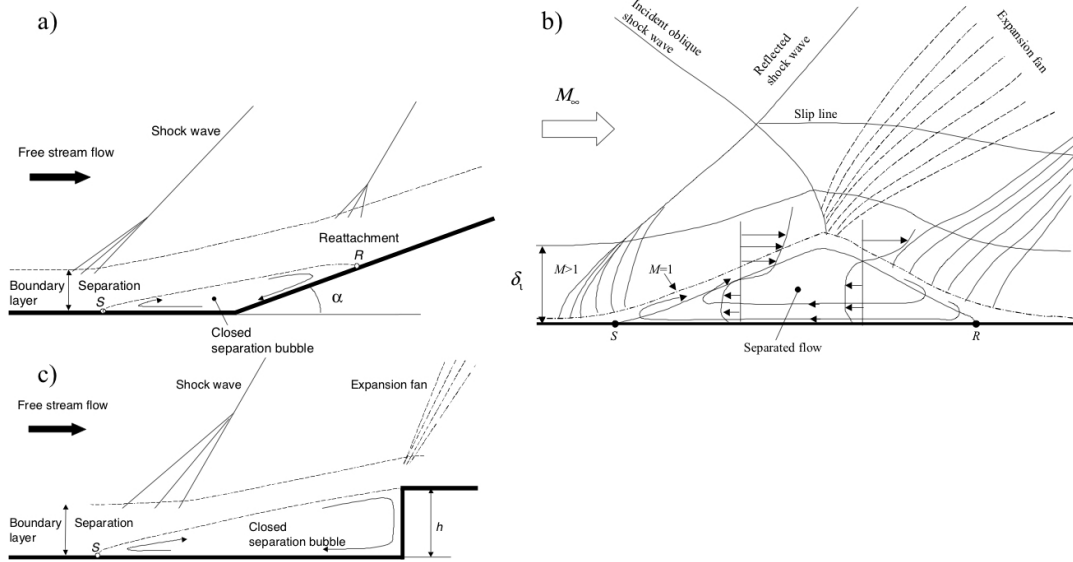 a)
Shock wave
Free stream flow
Reattachment
R
Boundary
layer
Separation
S
α
Closed
separation bubble
b)
Incident oblique
shock wave
Reflected
shock wave
Expansion
fan
M∞
Slip line
δt
M>1
M=1
S
Separated flow
R
c)
Shock wave
Expansion fan
Free stream flow
Boundary
layer
Separation
S
Closed
separation bubble
h